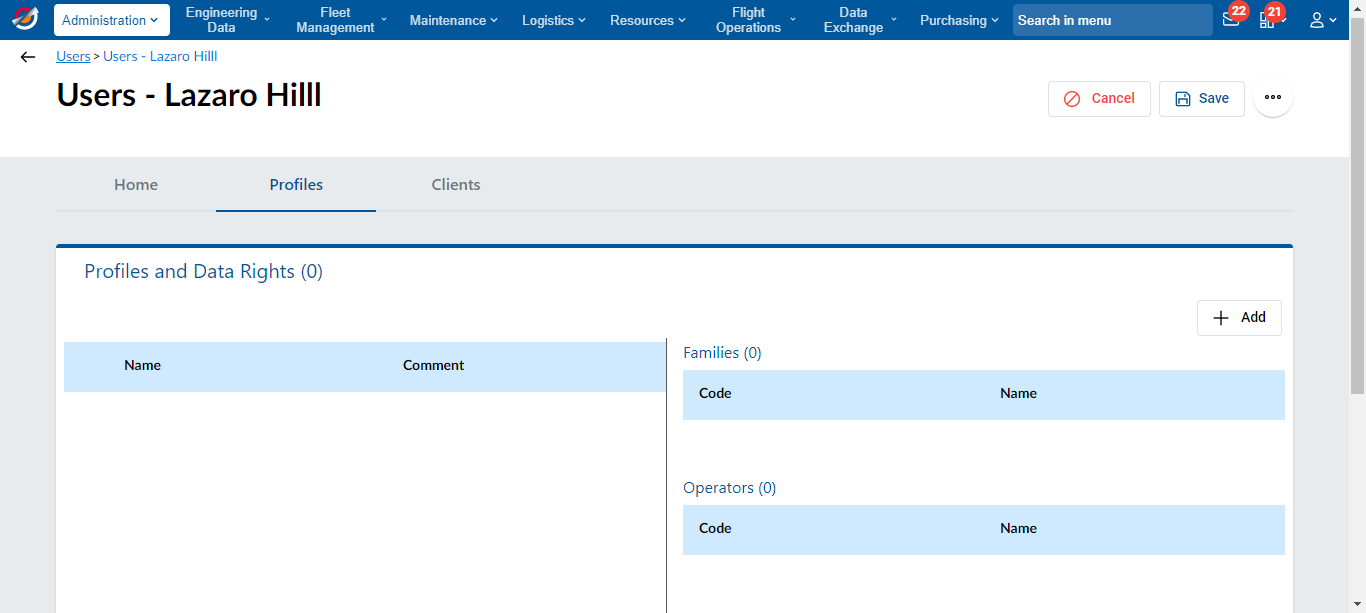 Administration
Engineering
Data
Fleet
Management
Maintenance
Logistics
Resources
Flight
Operations
Data
Exchange
Purchasing
Search in menu
22
21
Users > Users - Lazaro Hilll
Users - Lazaro Hilll
Cancel
Save
Home
Profiles
Clients
Profiles and Data Rights (0)
Add
Name
Comment
Families (0)
Code
Name
Operators (0)
Code
Name